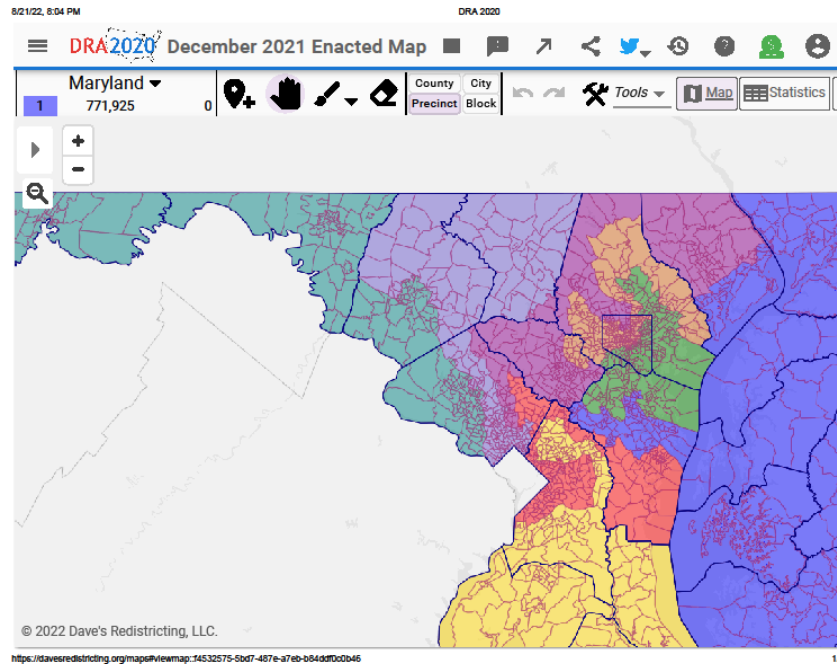 8/21/22, 8:04 PM DRA 2020
DRA2020 December 2021 Enacted Map
Maryland
1 771,925 0
County City
Precinct Block
Tools
Map
Statistics
© 2022 Dave's Redistricting, LLC.
https://davesredistricting.org/maps#viewmap::f4532575-5bd7-487e-a7eb-b84ddf0c0b46